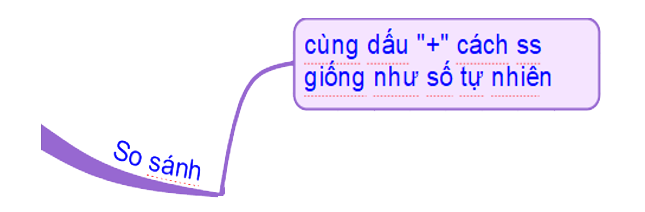 cùng dấu "+" cách ss
giống như số tự nhiên
So sánh